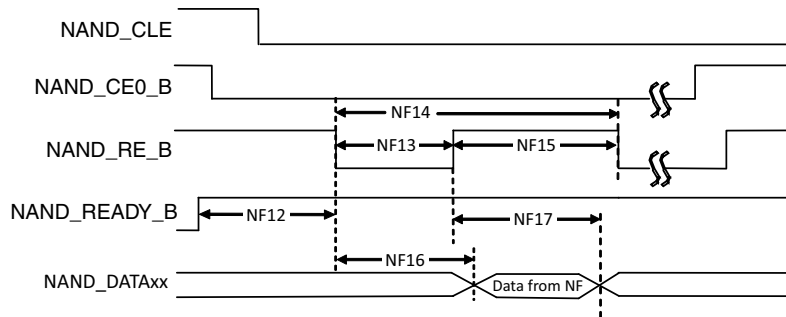 NAND_CLE
NAND_CE0_B
NF14
NAND_RE_B
NF13
NF15
NAND_READY_B
NF12
NF17
NF16
NAND_DATAxx
Data from NF